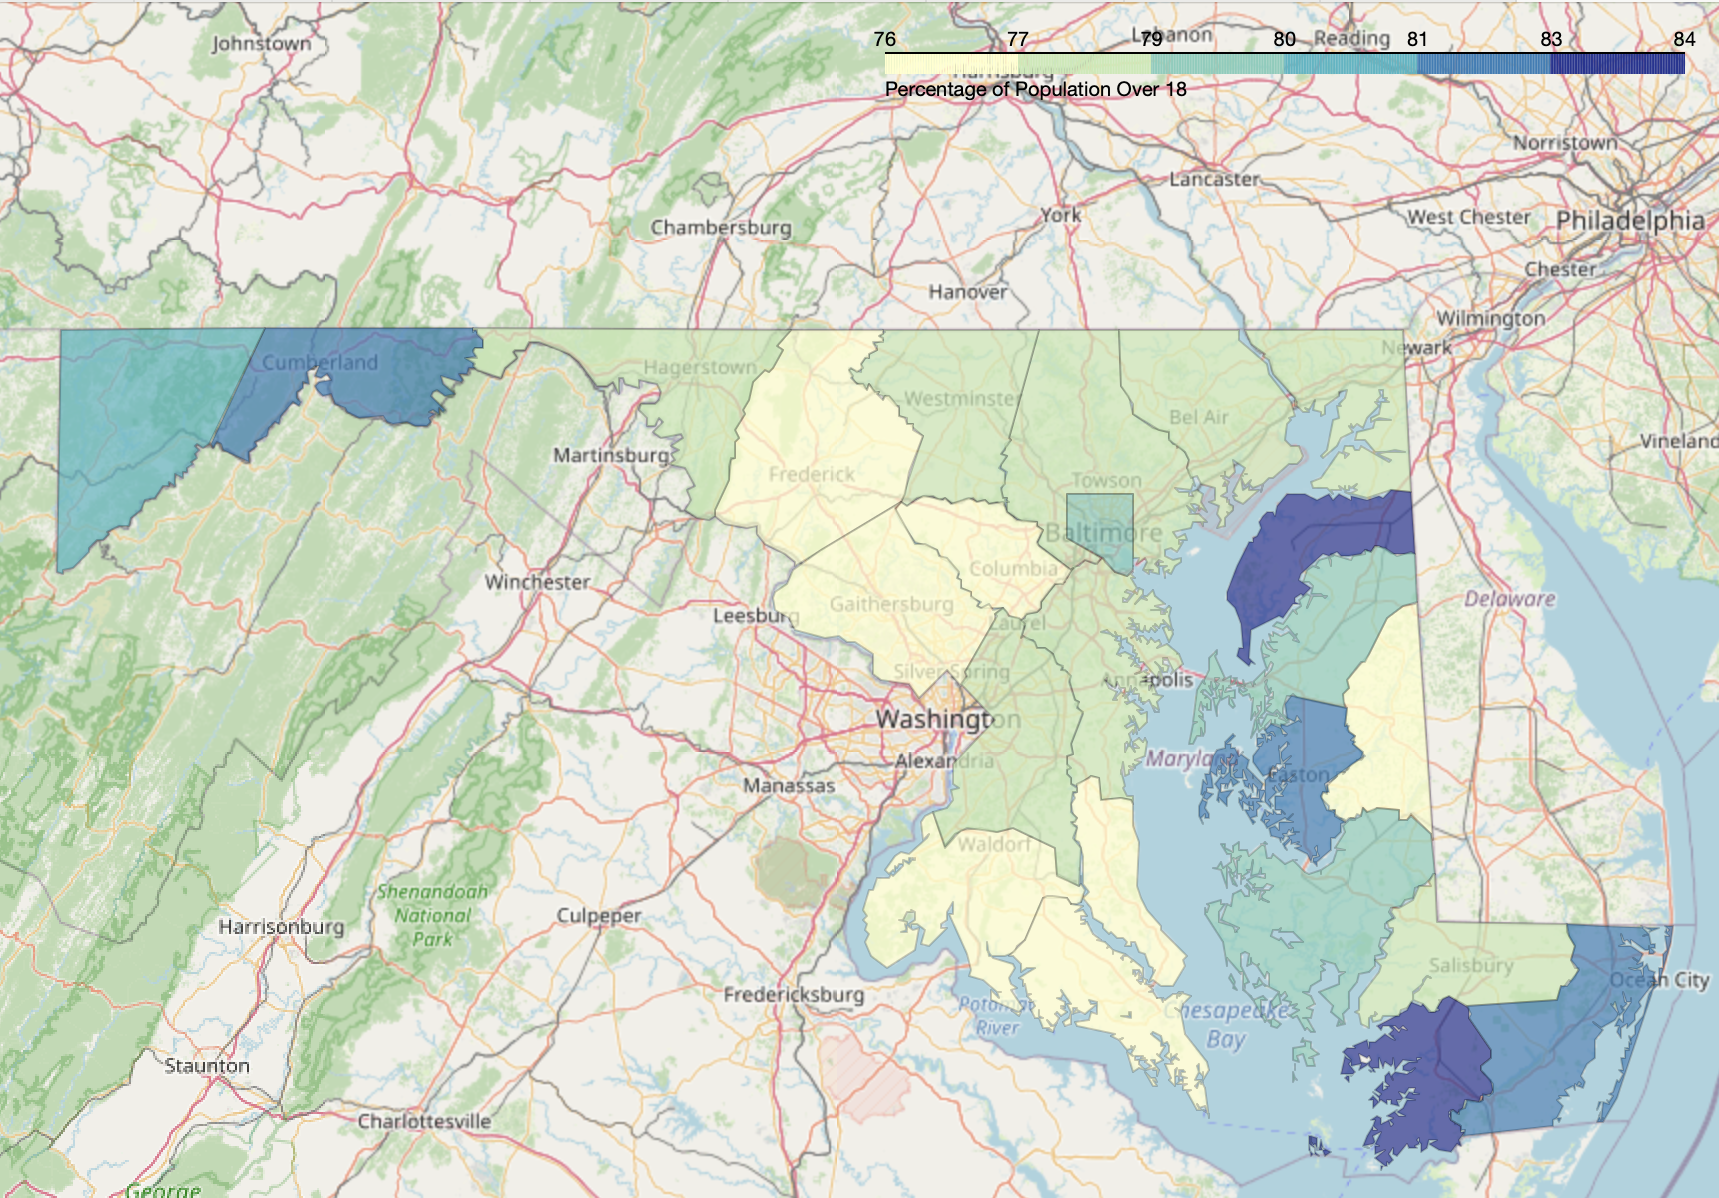 Johnstown
76 77 79 80 81 83 84
Lebanon
Reading
Harrisburg
Percentage of Population Over 18
Norristown
Lancaster
West Chester
Philadelphia
York
Chambersburg
Chester
Hanover
Wilmington
Newark
Cumberland
Hagerstown
Westminster
Bel Air
Vineland
Martinsburg
Frederick
Towson
Baltimore
Columbia
Winchester
Gaithersburg
Delaware
Leesburg
Laurel
Silver Spring
Annapolis
Washington
Maryland
Alexandria
Easton
Manassas
Waldorf
Shenandoah
National
Park
Culpeper
Harrisonburg
Salisbury
Ocean City
Fredericksburg
Potomac
River
Chesapeake
Bay
Staunton
Charlottesville
George